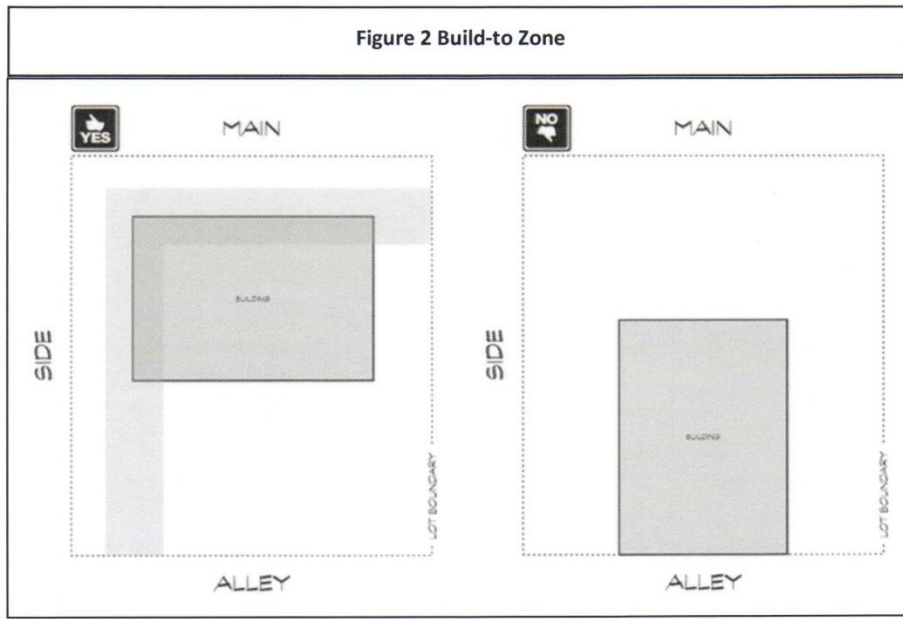 Figure 2 Build-to Zone
YES
MAIN
SIDE
BUILDING
LOT BOUNDARY
ALLEY
NO
MAIN
SIDE
BUILDING
LOT BOUNDARY
ALLEY